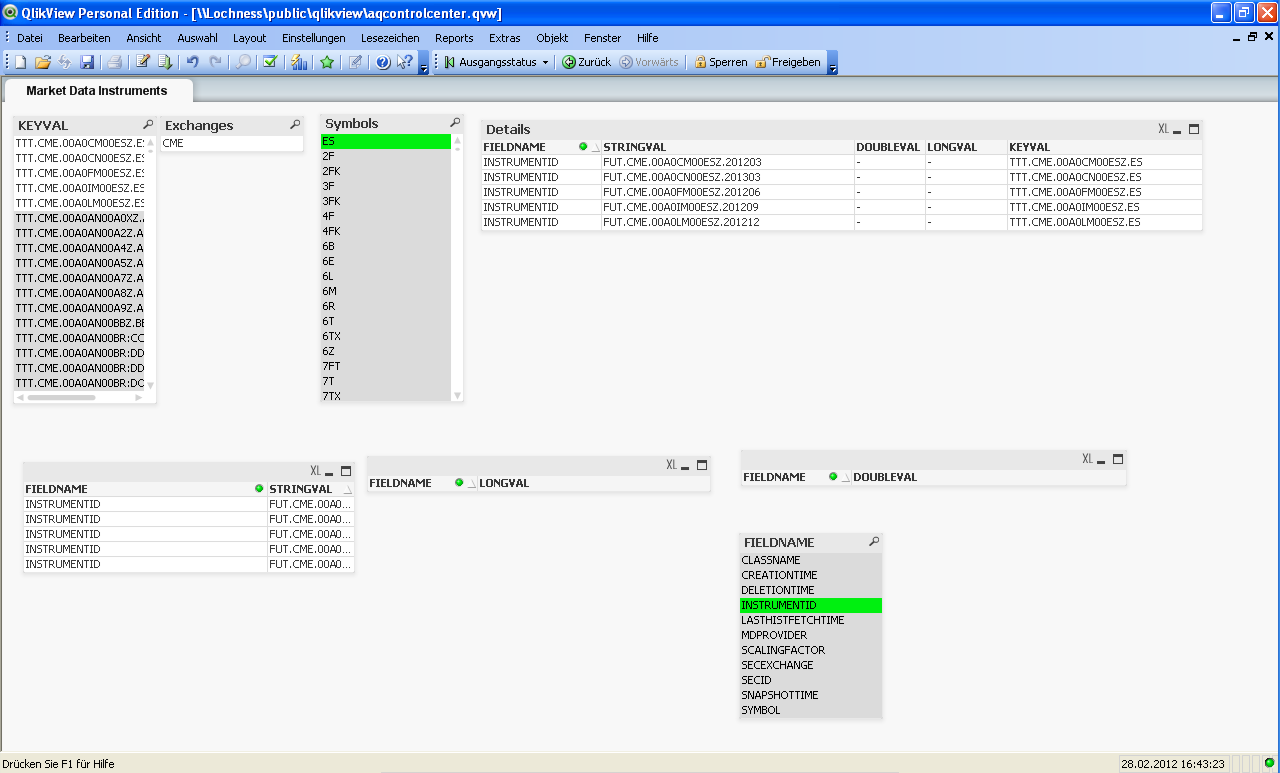 QlikView Personal Edition - [\\Lochness\public\qlikview\aqcontrolcenter.qvw]
Datei Bearbeiten Ansicht Auswahl Layout Einstellungen Lesezeichen Reports Extras Objekt Fenster Hilfe
Ausgangsstatus Zurück Vorwärts Sperren Freigeben
Market Data Instruments
KEYVAL
TTT.CME.00A0CM00ESZ.ES
TTT.CME.00A0CN00ESZ.ES
TTT.CME.00A0FM00ESZ.ES
TTT.CME.00A0IM00ESZ.ES
TTT.CME.00A0LM00ESZ.ES
TTT.CME.00A0AN00A0XZ.A
TTT.CME.00A0AN00A2Z.A
TTT.CME.00A0AN00A4Z.A
TTT.CME.00A0AN00A5Z.A
TTT.CME.00A0AN00A7Z.A
TTT.CME.00A0AN00A8Z.A
TTT.CME.00A0AN00A9Z.A
TTT.CME.00A0AN00BBZ.BB
TTT.CME.00A0AN00BR:CC
TTT.CME.00A0AN00BR:DD
TTT.CME.00A0AN00BR:DD
TTT.CME.00A0AN00BR:DC
Exchanges
CME
Symbols
ES
2F
2FK
3F
3FK
4F
4FK
6B
6E
6L
6M
6R
6T
6TX
6Z
7FT
7T
7TX
Details XL
FIELDNAME STRINGVAL DOUBLEVAL LONGVAL KEYVAL
INSTRUMENTID FUT.CME.00A0CM00ESZ.201203 - - TTT.CME.00A0CM00ESZ.ES
INSTRUMENTID FUT.CME.00A0CN00ESZ.201303 - - TTT.CME.00A0CN00ESZ.ES
INSTRUMENTID FUT.CME.00A0FM00ESZ.201206 - - TTT.CME.00A0FM00ESZ.ES
INSTRUMENTID FUT.CME.00A0IM00ESZ.201209 - - TTT.CME.00A0IM00ESZ.ES
INSTRUMENTID FUT.CME.00A0LM00ESZ.201212 - - TTT.CME.00A0LM00ESZ.ES
XL
FIELDNAME STRINGVAL
INSTRUMENTID FUT.CME.00A0...
INSTRUMENTID FUT.CME.00A0...
INSTRUMENTID FUT.CME.00A0...
INSTRUMENTID FUT.CME.00A0...
INSTRUMENTID FUT.CME.00A0...
XL
FIELDNAME LONGVAL
XL
FIELDNAME DOUBLEVAL
FIELDNAME
CLASSNAME
CREATIONTIME
DELETIONTIME
INSTRUMENTID
LASTHISTFETCHTIME
MDPROVIDER
SCALINGFACTOR
SECEXCHANGE
SECID
SNAPSHOTTIME
SYMBOL
Drücken Sie F1 für Hilfe 28.02.2012 16:43:23